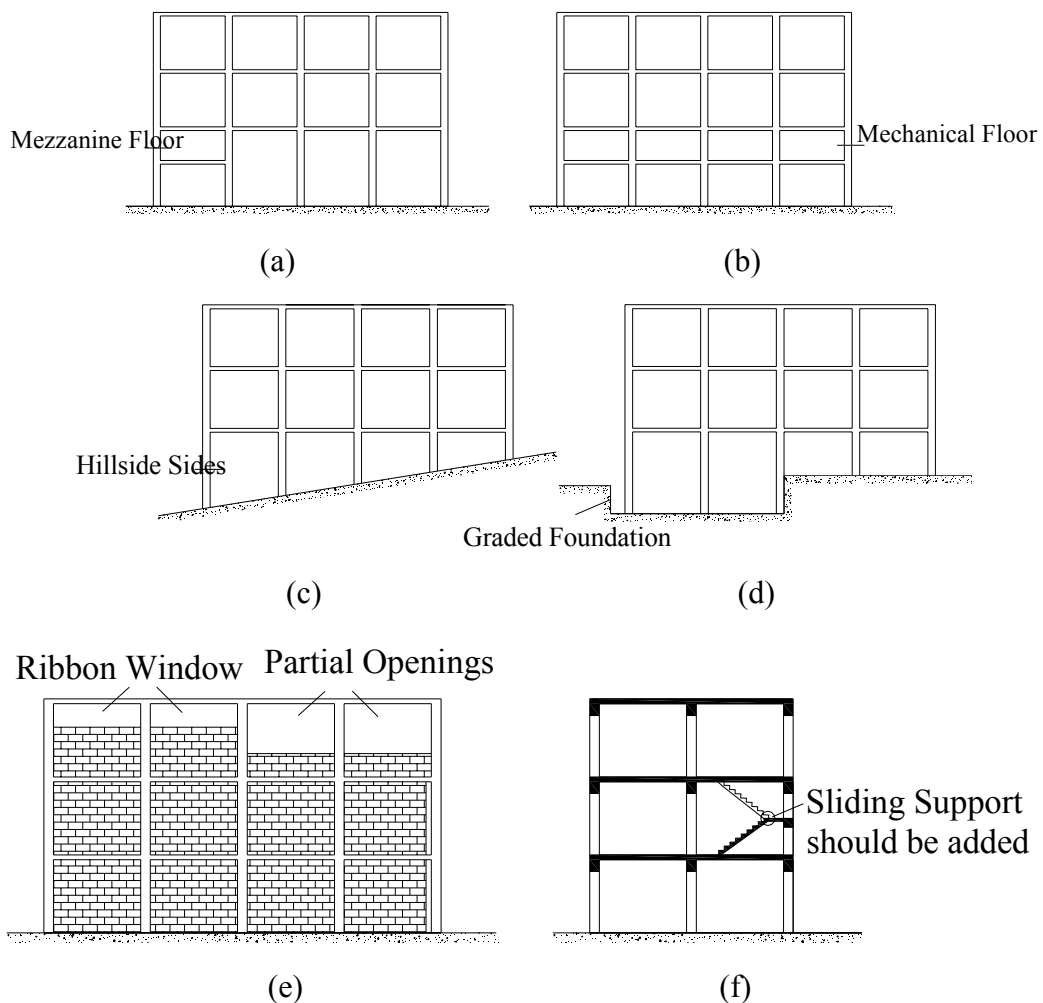 Mezzanine Floor
Mechanical Floor
(a)
(b)
Hillside Sides
Graded Foundation
(c)
(d)
Ribbon Window
Partial Openings
Sliding Support
should be added
(e)
(f)